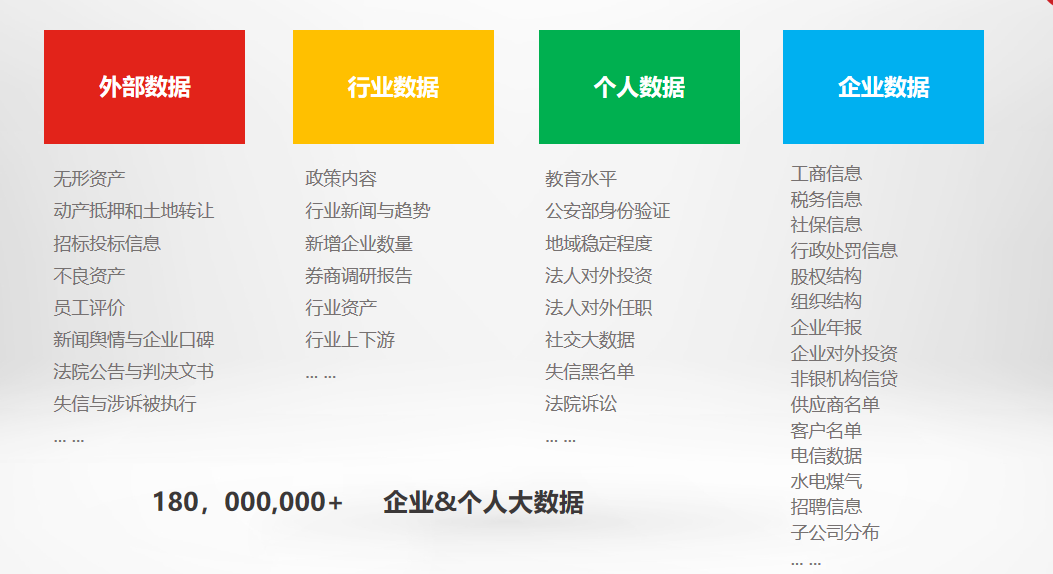 外部数据
无形资产
动产抵押和土地转让
招标投标信息
不良资产
员工评价
新闻舆情与企业口碑
法院公告与判决文书
失信与涉诉被执行
... ...
行业数据
政策内容
行业新闻与趋势
新增企业数量
券商调研报告
行业资产
行业上下游
... ...
个人数据
教育水平
公安部身份验证
地域稳定程度
法人对外投资
法人对外任职
社交大数据
失信黑名单
法院诉讼
... ...
企业数据
工商信息
税务信息
社保信息
行政处罚信息
股权结构
组织结构
企业年报
企业对外投资
非银机构信贷
供应商名单
客户名单
电信数据
水电煤气
招聘信息
子公司分布
... ...
180，000,000+ 企业&个人大数据